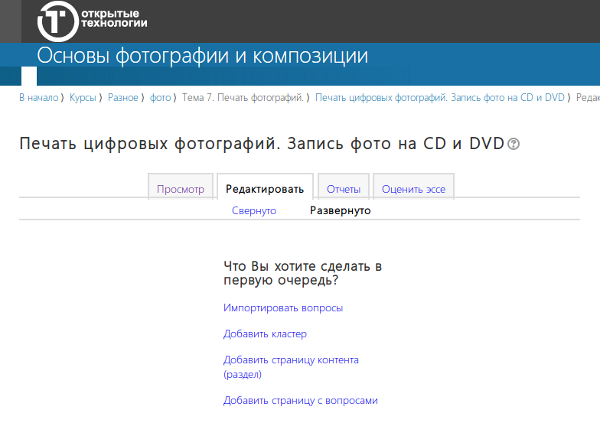 открытые
технологии
Основы фотографии и композиции
В начало ⟩ Курсы ⟩ Разное ⟩ фото ⟩ Тема 7. Печать фотографий. ⟩ Печать цифровых фотографий. Запись фото на CD и DVD ⟩ Редак
Печать цифровых фотографий. Запись фото на CD и DVD
Просмотр Редактировать Отчеты Оценить эссе
Свернуто Развернуто
Что Вы хотите сделать в
первую очередь?
Импортировать вопросы
Добавить кластер
Добавить страницу контента
(раздел)
Добавить страницу с вопросами